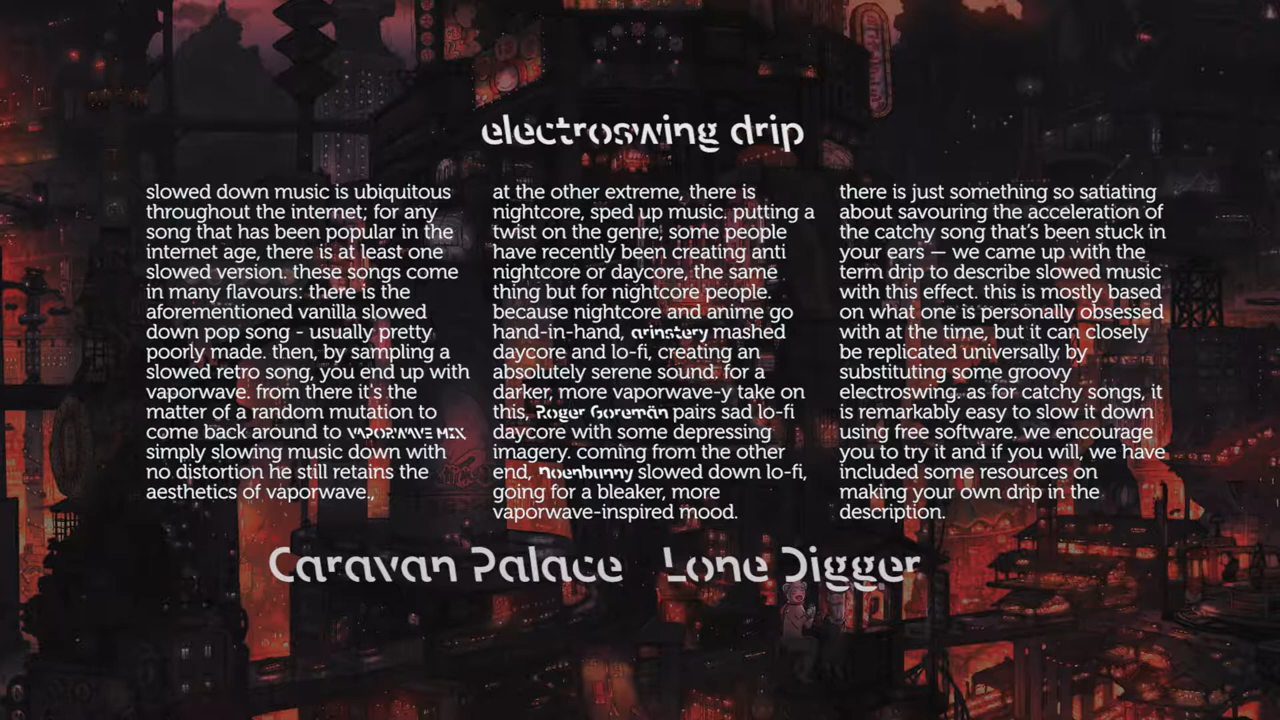 electroswing drip
slowed down music is ubiquitous
throughout the internet; for any
song that has been popular in the
internet age, there is at least one
slowed version. these songs come
in many flavours: there is the
aforementioned vanilla slowed
down pop song - usually pretty
poorly made. then, by sampling a
slowed retro song, you end up with
vaporwave. from there it's the
matter of a random mutation to
come back around to VAPORWAVE MIX
simply slowing music down with
no distortion he still retains the
aesthetics of vaporwave.,
at the other extreme, there is
nightcore, sped up music. putting a
twist on the genre, some people
have recently been creating anti
nightcore or daycore, the same
thing but for nightcore people.
because nightcore and anime go
hand-in-hand, arinstery mashed
daycore and lo-fi, creating an
absolutely serene sound. for a
darker, more vaporwave-y take on
this, Roger Goremän pairs sad lo-fi
daycore with some depressing
imagery. coming from the other
end, noenbunny slowed down lo-fi,
going for a bleaker, more
vaporwave-inspired mood.
there is just something so satiating
about savouring the acceleration of
the catchy song that's been stuck in
your ears — we came up with the
term drip to describe slowed music
with this effect. this is mostly based
on what one is personally obsessed
with at the time, but it can closely
be replicated universally by
substituting some groovy
electroswing. as for catchy songs, it
is remarkably easy to slow it down
using free software. we encourage
you to try it and if you will, we have
included some resources on
making your own drip in the
description.
Caravan Palace Lone Digger